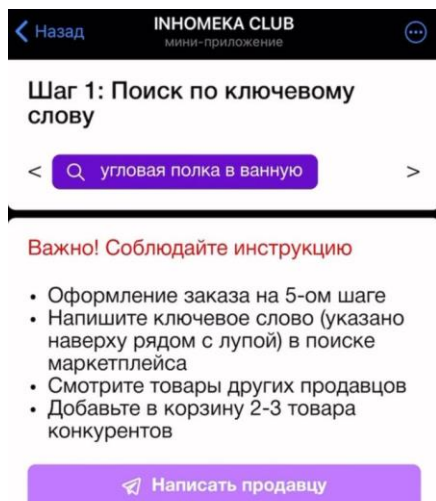 Назад
INHOMEKA CLUB
мини-приложение
Шаг 1: Поиск по ключевому
слову
< угловая полка в ванную >
Важно! Соблюдайте инструкцию
• Оформление заказа на 5-ом шаге
• Напишите ключевое слово (указано
наверху рядом с лупой) в поиске
маркетплейса
• Смотрите товары других продавцов
• Добавьте в корзину 2-3 товара
конкурентов
Написать продавцу